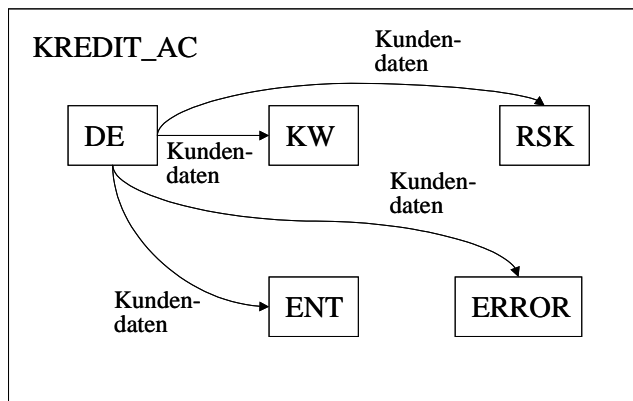 KREDIT_AC
Kunden-
daten
DE
KW
RSK
Kunden-
daten
Kunden-
daten
Kunden-
daten
ENT
ERROR